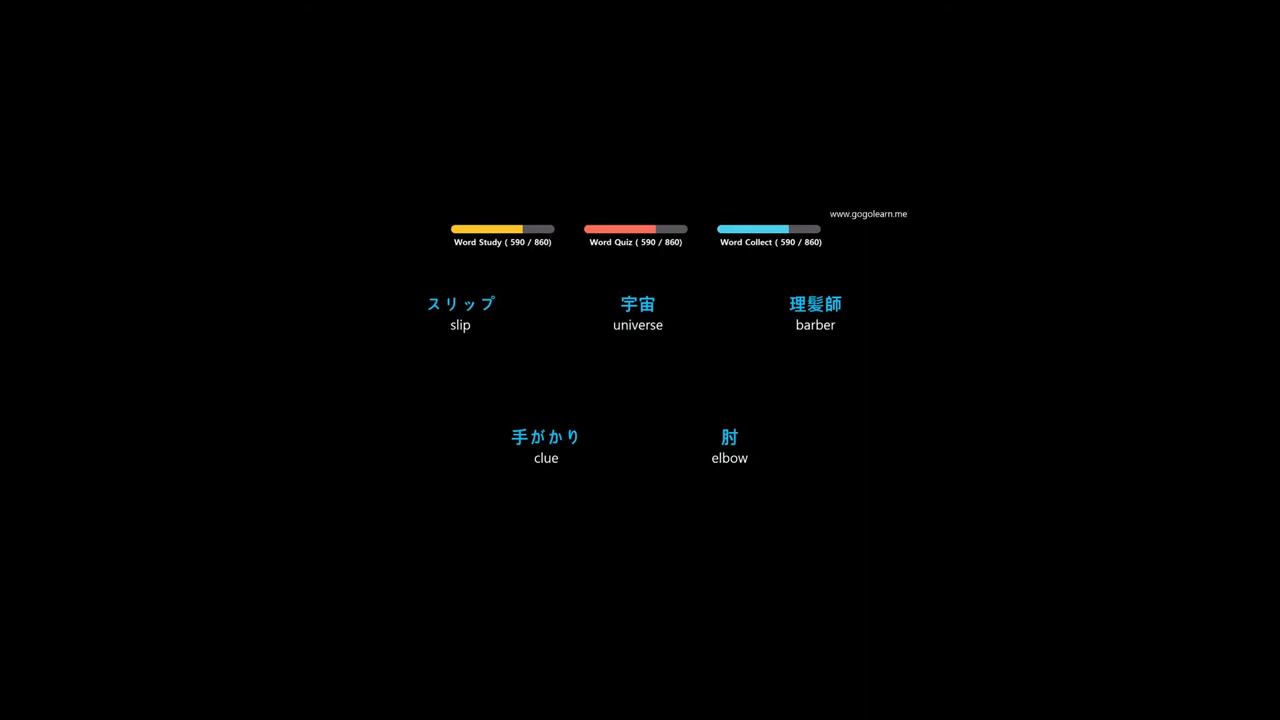 www.gogolearn.me
Word Study ( 590 / 860) Word Quiz ( 590 / 860) Word Collect ( 590 / 860)
スリップ 宇宙 理髪師
slip universe barber
手がかり 肘
clue elbow